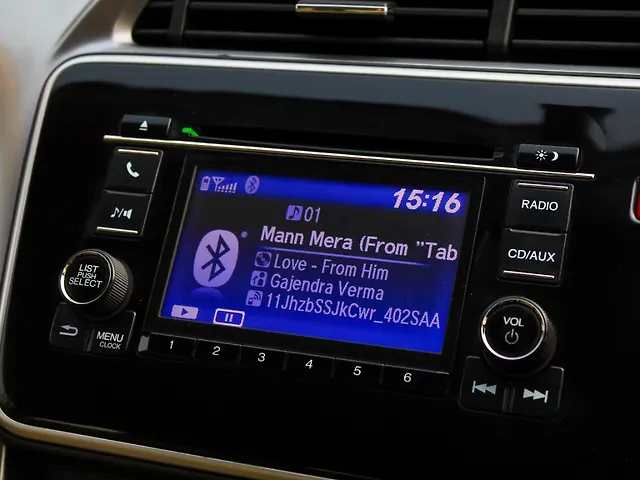 15:16
01
Mann Mera (From "Tab
Love - From Him
Gajendra Verma
11JhzbSSJkCwr_402SAA
LIST
PUSH
SELECT
MENU
CLOCK
RADIO
CD/AUX
VOL
1 2 3 4 5 6